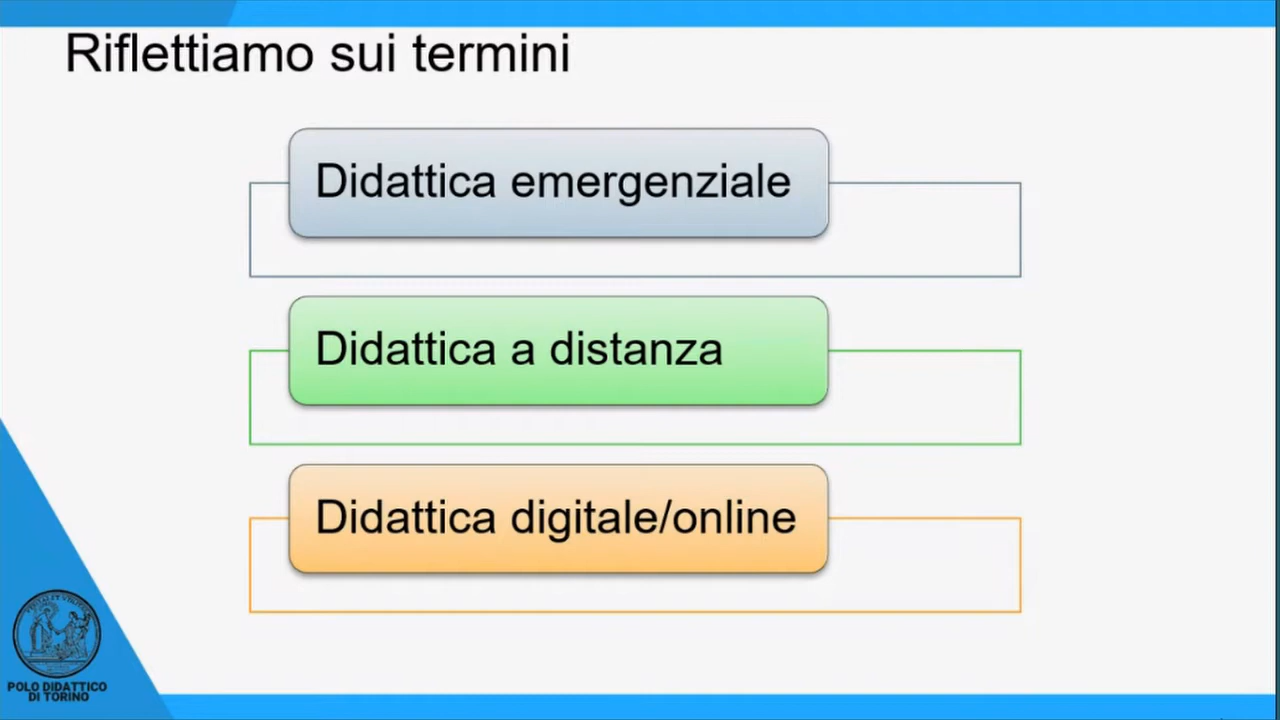 Riflettiamo sui termini
Didattica emergenziale
Didattica a distanza
Didattica digitale/online
POLO DIDATTICO
DI TORINO